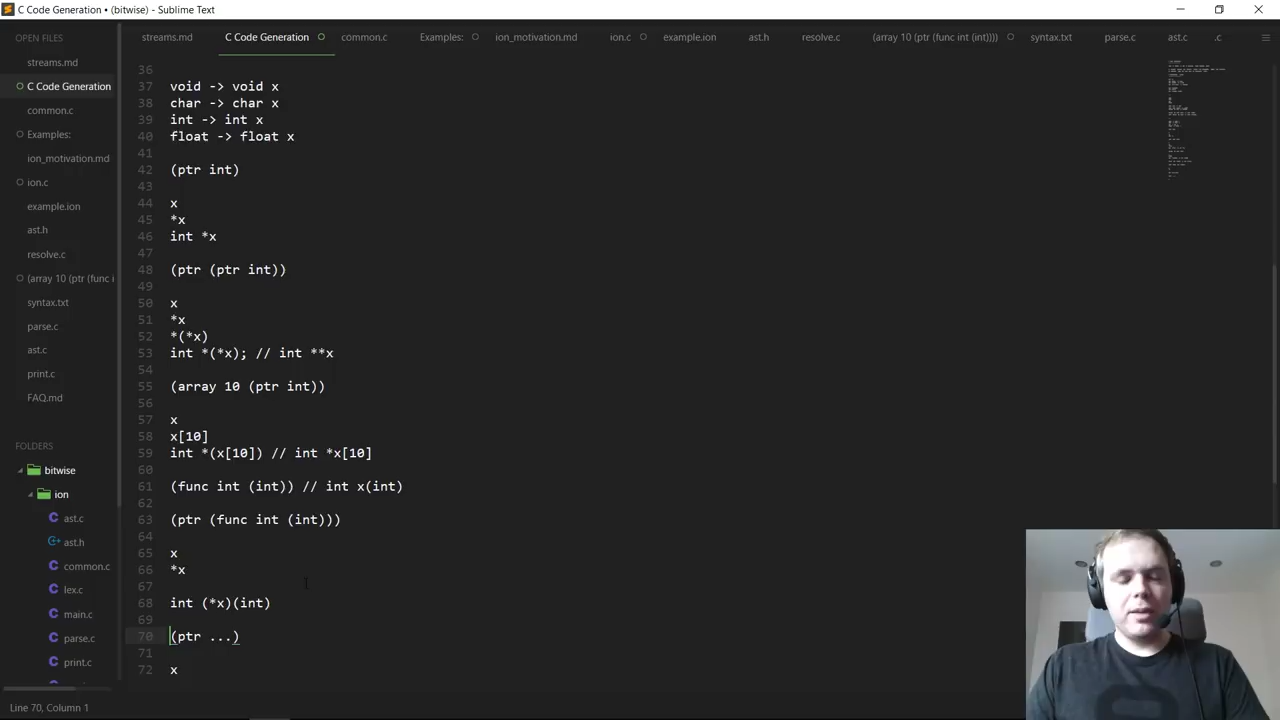 C Code Generation • (bitwise) - Sublime Text
OPEN FILES
streams.md
C Code Generation
common.c
Examples:
ion_motivation.md
ion.c
example.ion
ast.h
resolve.c
(array 10 (ptr (func i
syntax.txt
parse.c
ast.c
print.c
FAQ.md
FOLDERS
bitwise
ion
ast.c
ast.h
common.c
lex.c
main.c
parse.c
print.c
streams.md
C Code Generation
common.c
Examples:
ion_motivation.md
ion.c
example.ion
ast.h
resolve.c
(array 10 (ptr (func int (int))))
syntax.txt
parse.c
ast.c
.c
36
37 void -> void x
38 char -> char x
39 int -> int x
40 float -> float x
41
42 (ptr int)
43
44 x
45 *x
46 int *x
47
48 (ptr (ptr int))
49
50 x
51 *x
52 *(*x)
53 int *(*x); // int **x
54
55 (array 10 (ptr int))
56
57 x
58 x[10]
59 int *(x[10]) // int *x[10]
60
61 (func int (int)) // int x(int)
62
63 (ptr (func int (int)))
64
65 x
66 *x
67
68 int (*x)(int)
69
70 (ptr ...)
71
72 x
Line 70, Column 1